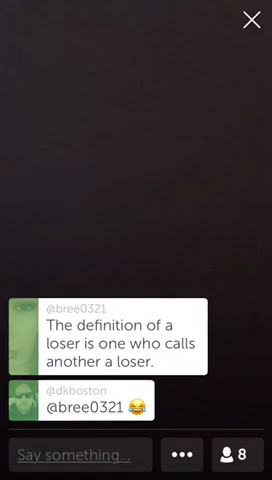 @bree0321
The definition of a
loser is one who calls
another a loser.
@dkboston
@bree0321 😂
Say something...
8